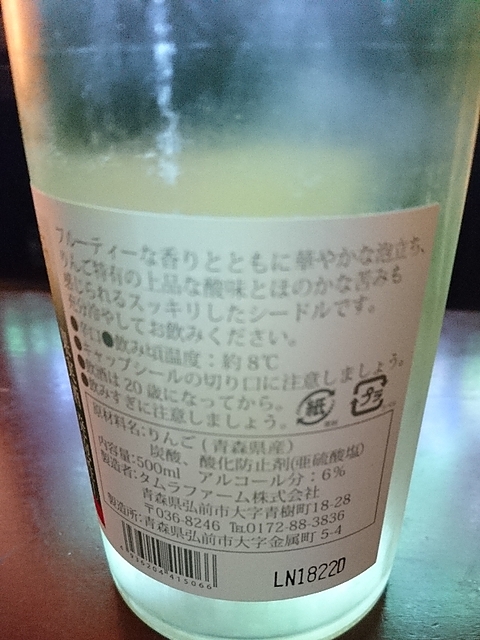 フルーティーな香りとともに華やかな泡立ち、
りんご特有の上品な酸味とほのかな苦みも
感じられるスッキリしたシードルです。
充分冷やしてお飲みください。
●辛口●飲み頃温度：約8℃
●キャップシールの切り口に注意しましょう。
●飲酒は20歳になってから。
●飲みすぎに注意しましょう。
紙
プラ
原材料名：りんご(青森県産)
炭酸、酸化防止剤(亜硫酸塩)
内容量：500ml アルコール分：6%
製造者：タムラファーム株式会社
青森県弘前市大字青樹町18-28
〒036-8246 ℡0172-88-3836
製造所：青森県弘前市大字金属町5-4
LN1822D